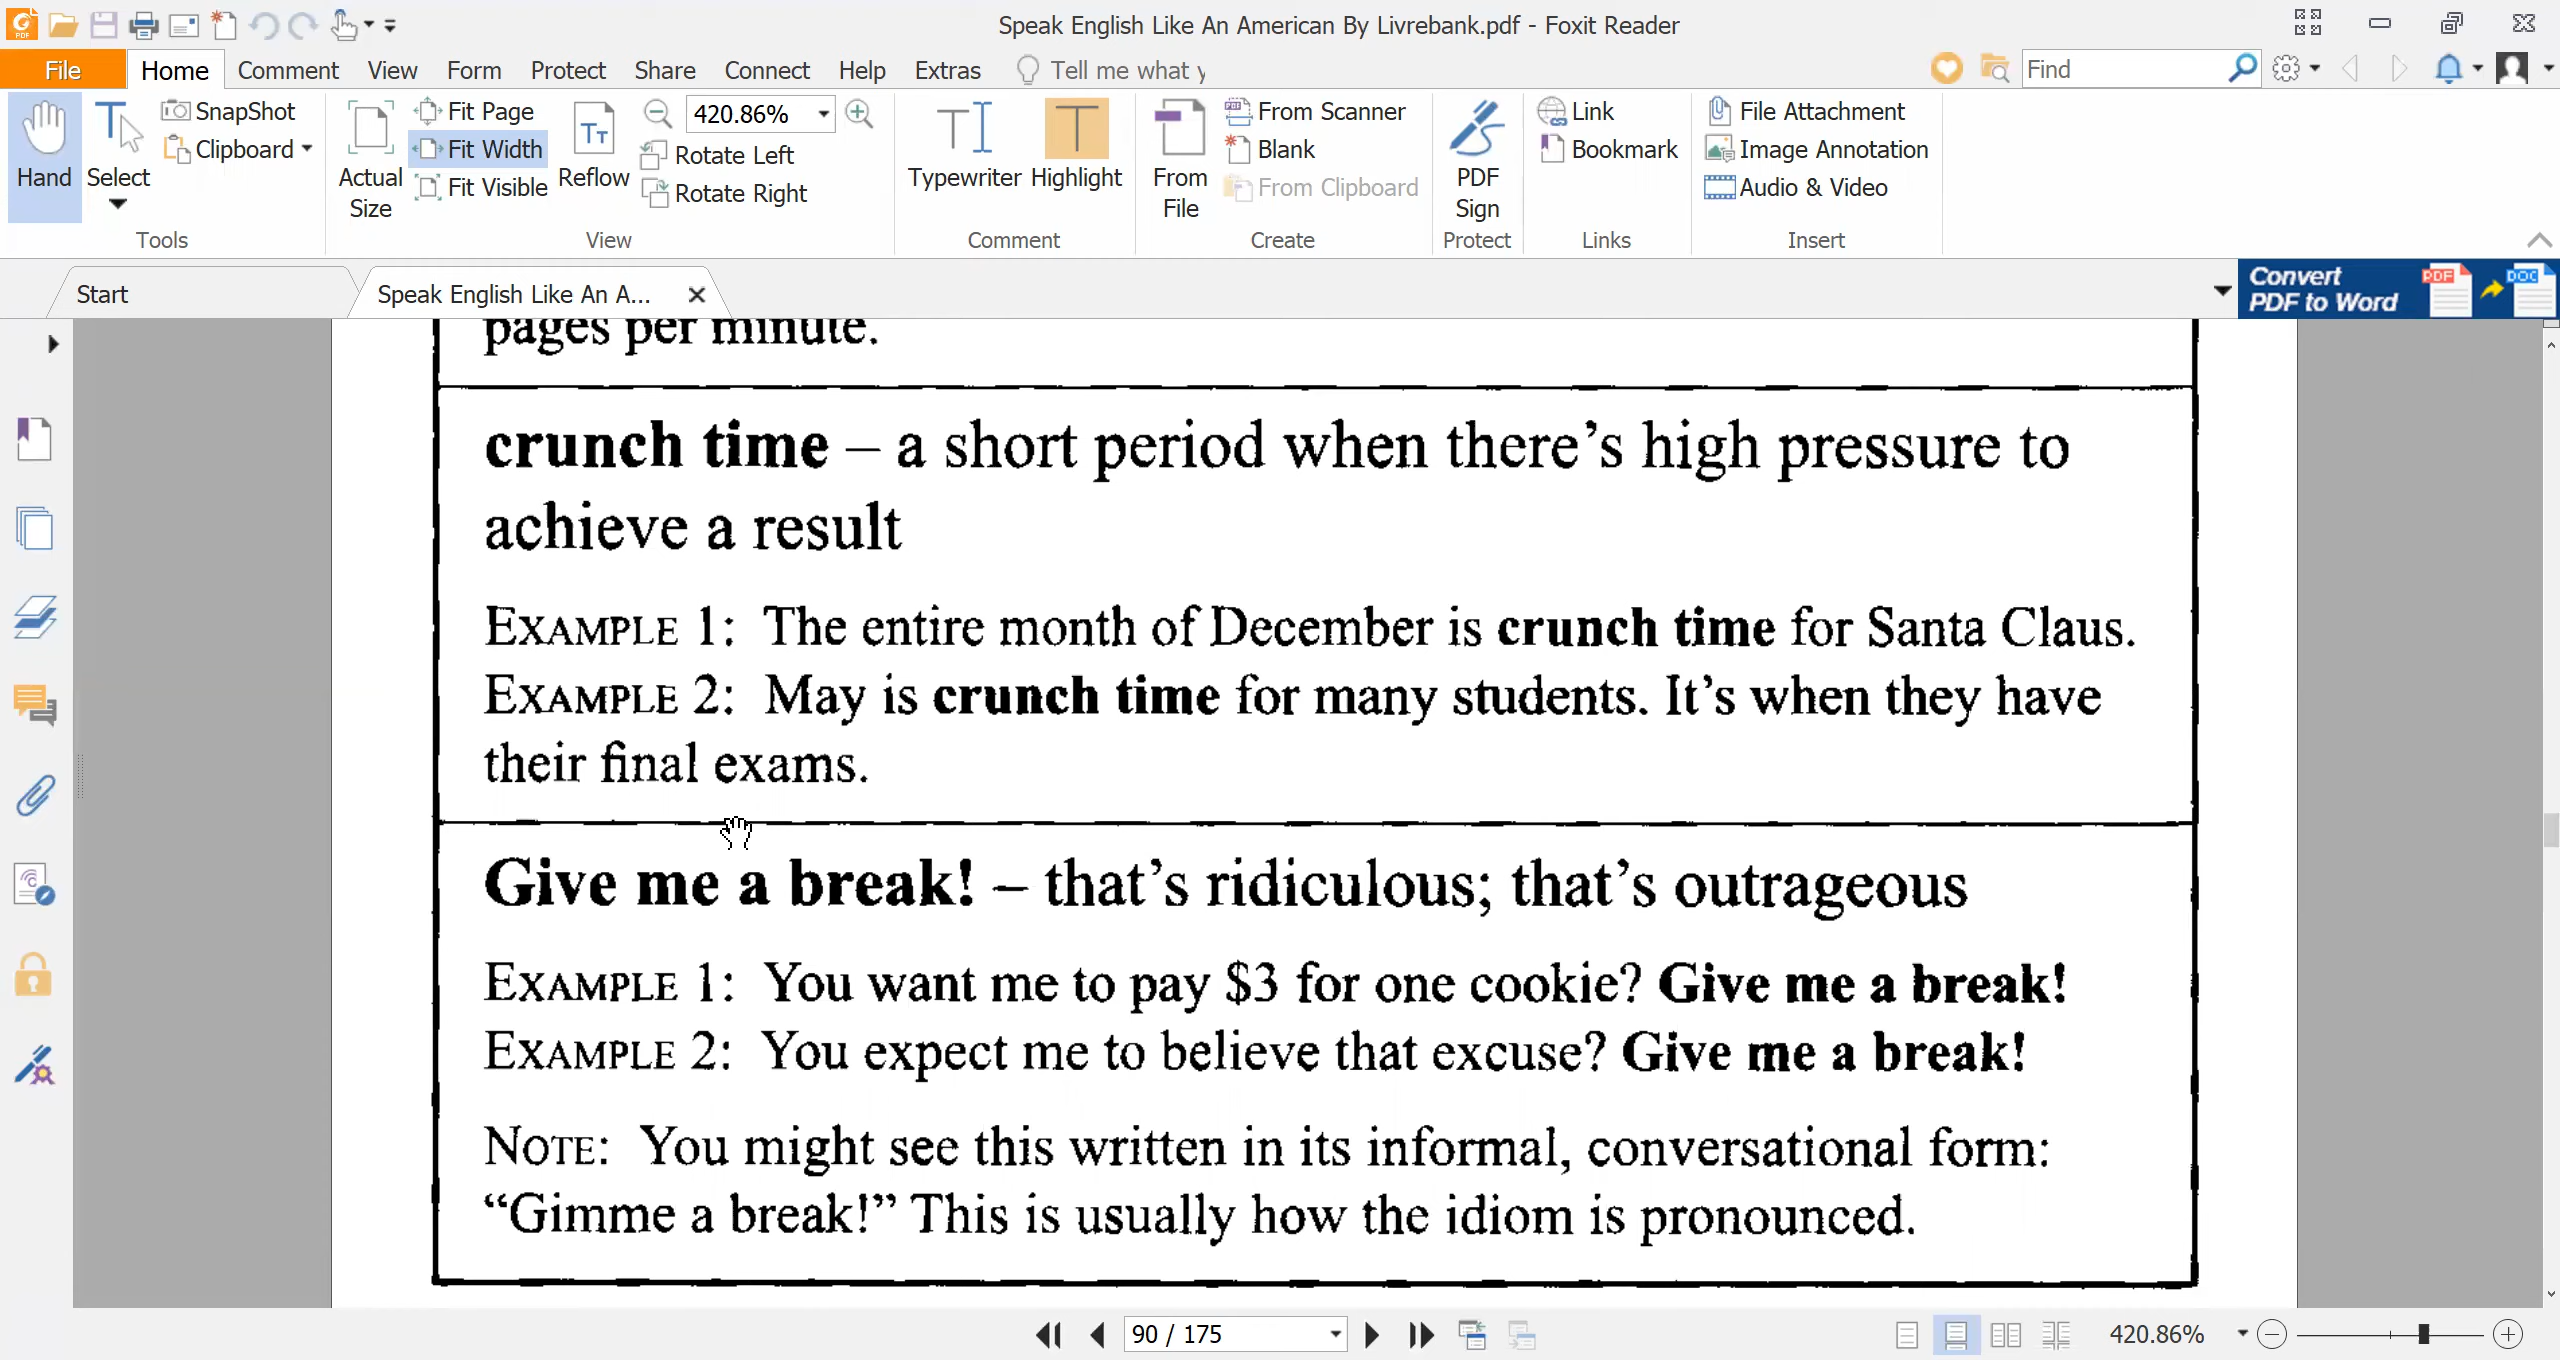 Speak English Like An American By Livrebank.pdf - Foxit Reader
File Home Comment View Form Protect Share Connect Help Extras Tell me what y Find
Hand
Select
SnapShot
Clipboard
Tools
Actual
Size
Fit Page
Fit Width
Fit Visible
Reflow
420.86%
Rotate Left
Rotate Right
View
Typewriter
Highlight
Comment
From
File
From Scanner
Blank
From Clipboard
Create
PDF
Sign
Protect
Link
Bookmark
Links
File Attachment
Image Annotation
Audio & Video
Insert
Start
Speak English Like An A...
Convert
PDF to Word
PDF
DOC
pages per minute.
crunch time – a short period when there’s high pressure to
achieve a result
EXAMPLE 1: The entire month of December is crunch time for Santa Claus.
EXAMPLE 2: May is crunch time for many students. It’s when they have
their final exams.
Give me a break! – that’s ridiculous; that’s outrageous
EXAMPLE 1: You want me to pay $3 for one cookie? Give me a break!
EXAMPLE 2: You expect me to believe that excuse? Give me a break!
NOTE: You might see this written in its informal, conversational form:
“Gimme a break!” This is usually how the idiom is pronounced.
90 / 175
420.86%